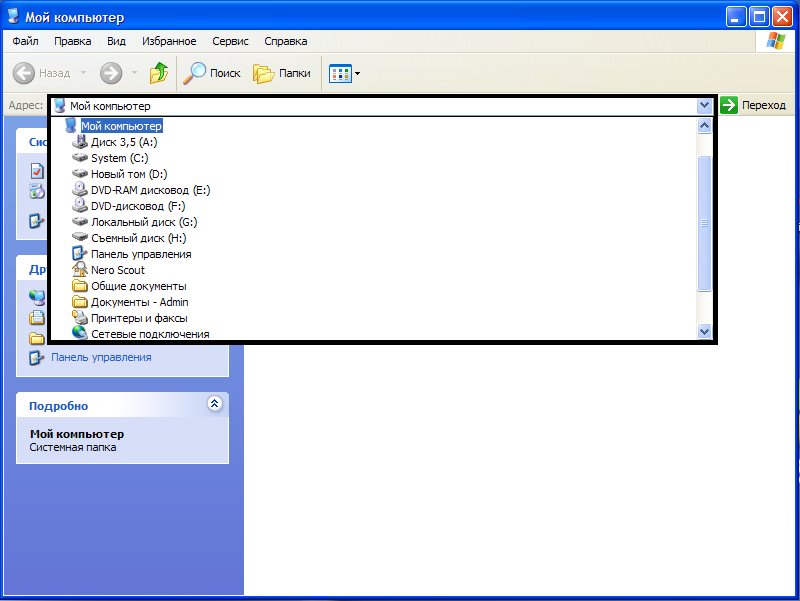 Мой компьютер
Файл Правка Вид Избранное Сервис Справка
Назад Поиск Папки
Адрес: Мой компьютер Переход
Мой компьютер
Диск 3,5 (A:)
System (C:)
Новый том (D:)
DVD-RAM дисковод (E:)
DVD-дисковод (F:)
Локальный диск (G:)
Съемный диск (H:)
Панель управления
Nero Scout
Общие документы
Документы - Admin
Принтеры и факсы
Сетевые подключения
Сис
Др
Панель управления
Подробно
Мой компьютер
Системная папка